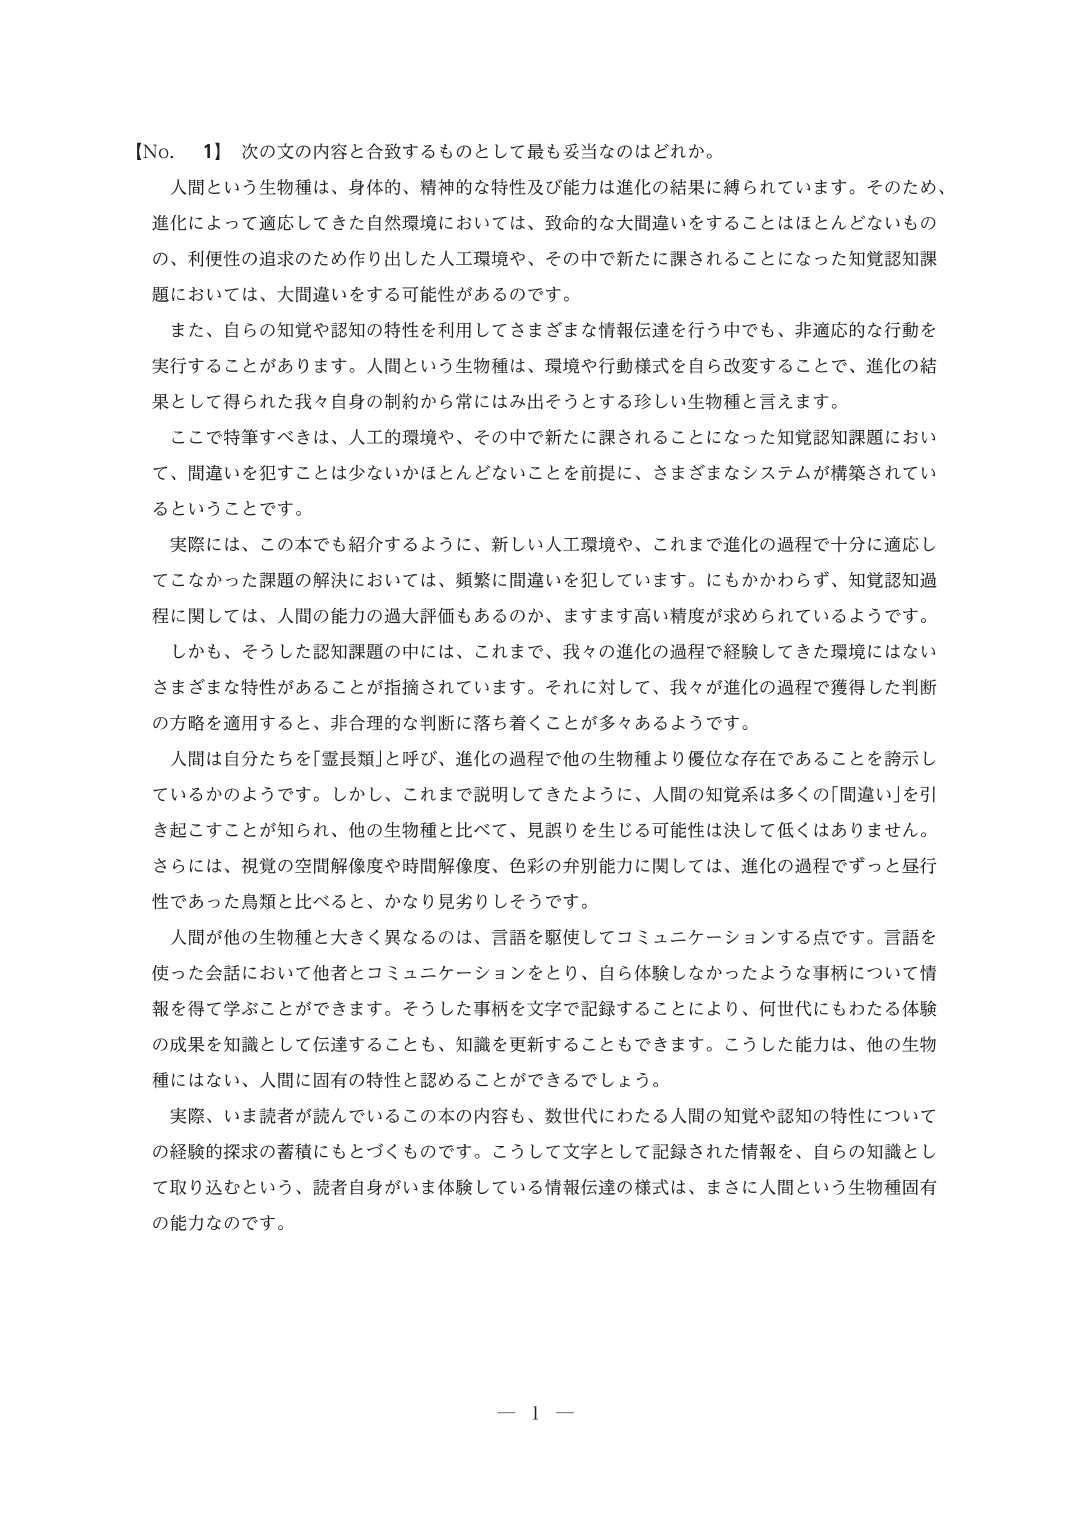 【No. 1】 次の文の内容と合致するものとして最も妥当なのはどれか。
人間という生物種は、身体的、精神的な特性及び能力は進化の結果に縛られています。そのため、
進化によって適応してきた自然環境においては、致命的な大間違いをすることはほとんどないもの
の、利便性の追求のため作り出した人工環境や、その中で新たに課されることになった知覚認知課
題においては、大間違いをする可能性があるのです。
また、自らの知覚や認知の特性を利用してさまざまな情報伝達を行う中でも、非適応的な行動を
実行することがあります。人間という生物種は、環境や行動様式を自ら改変することで、進化の結
果として得られた我々自身の制約から常にはみ出そうとする珍しい生物種と言えます。
ここで特筆すべきは、人工的環境や、その中で新たに課されることになった知覚認知課題におい
て、間違いを犯すことは少ないかほとんどないことを前提に、さまざまなシステムが構築されてい
るということです。
実際には、この本でも紹介するように、新しい人工環境や、これまで進化の過程で十分に適応し
てこなかった課題の解決においては、頻繁に間違いを犯しています。にもかかわらず、知覚認知過
程に関しては、人間の能力の過大評価もあるのか、ますます高い精度が求められているようです。
しかも、そうした認知課題の中には、これまで、我々の進化の過程で経験してきた環境にはない
さまざまな特性があることが指摘されています。それに対して、我々が進化の過程で獲得した判断
の方略を適用すると、非合理的な判断に落ち着くことが多々あるようです。
人間は自分たちを「霊長類」と呼び、進化の過程で他の生物種より優位な存在であることを誇示し
ているかのようです。しかし、これまで説明してきたように、人間の知覚系は多くの「間違い」を引
き起こすことが知られ、他の生物種と比べて、見誤りを生じる可能性は決して低くはありません。
さらには、視覚の空間解像度や時間解像度、色彩の弁別能力に関しては、進化の過程でずっと昼行
性であった鳥類と比べると、かなり見劣りしそうです。
人間が他の生物種と大きく異なるのは、言語を駆使してコミュニケーションする点です。言語を
使った会話において他者とコミュニケーションをとり、自ら体験しなかったような事柄について情
報を得て学ぶことができます。そうした事柄を文字で記録することにより、何世代にもわたる体験
の成果を知識として伝達することも、知識を更新することもできます。こうした能力は、他の生物
種にはない、人間に固有の特性と認めることができるでしょう。
実際、いま読者が読んでいるこの本の内容も、数世代にわたる人間の知覚や認知の特性について
の経験的探求の蓄積にもとづくものです。こうして文字として記録された情報を、自らの知識とし
て取り込むという、読者自身がいま体験している情報伝達の様式は、まさに人間という生物種固有
の能力なのです。
― 1 ―